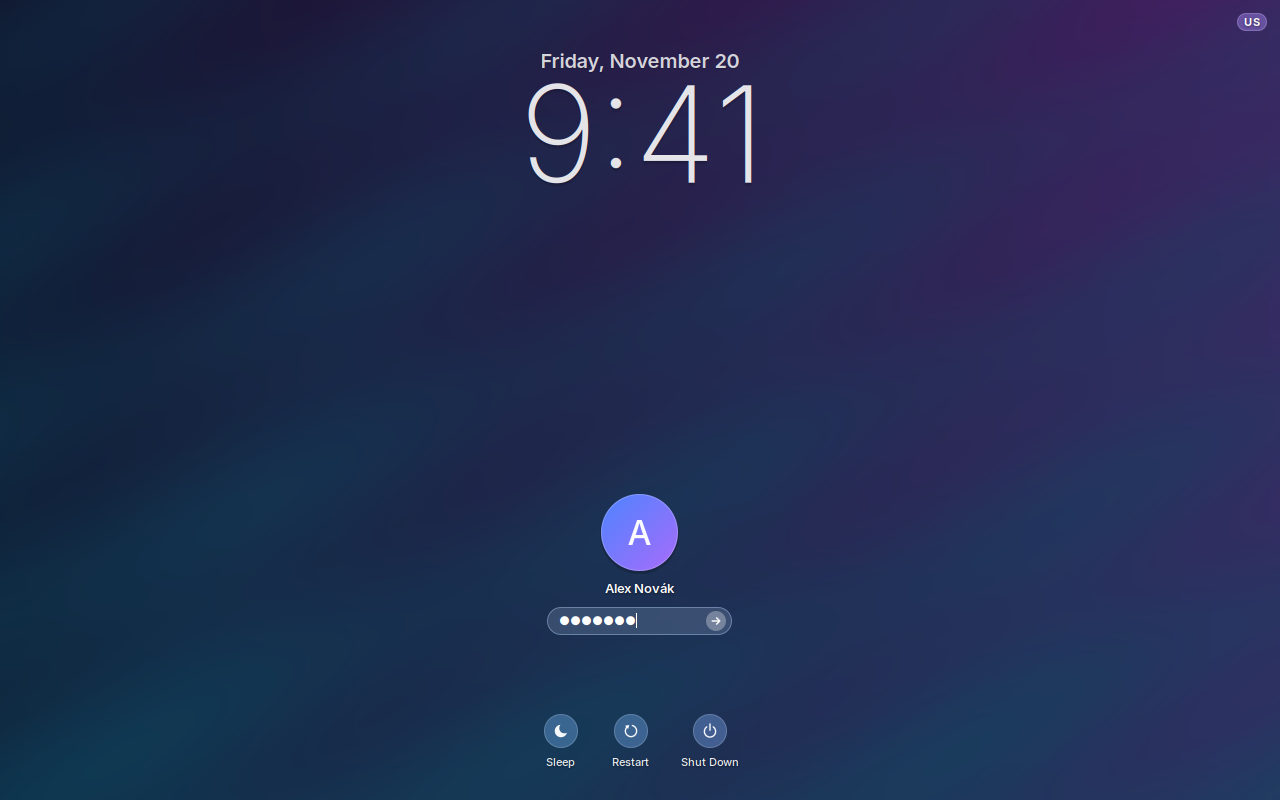 US
Friday, November 20
9:41
A
Alex Novák
Sleep
Restart
Shut Down